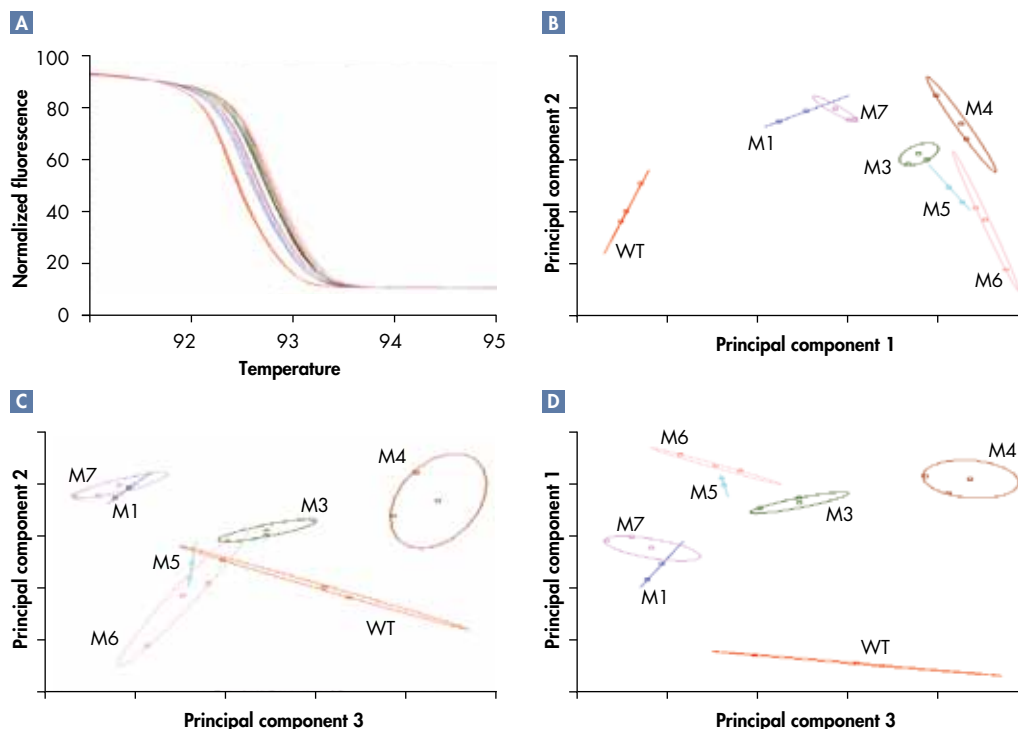 A
Normalized fluorescence
100
80
60
40
20
0
92
93
94
95
Temperature
B
Principal component 2
M1
M7
M4
M3
M5
M6
WT
Principal component 1
C
Principal component 2
M7
M1
M4
M3
M5
M6
WT
Principal component 3
D
Principal component 1
M6
M5
M4
M3
M7
M1
WT
Principal component 3